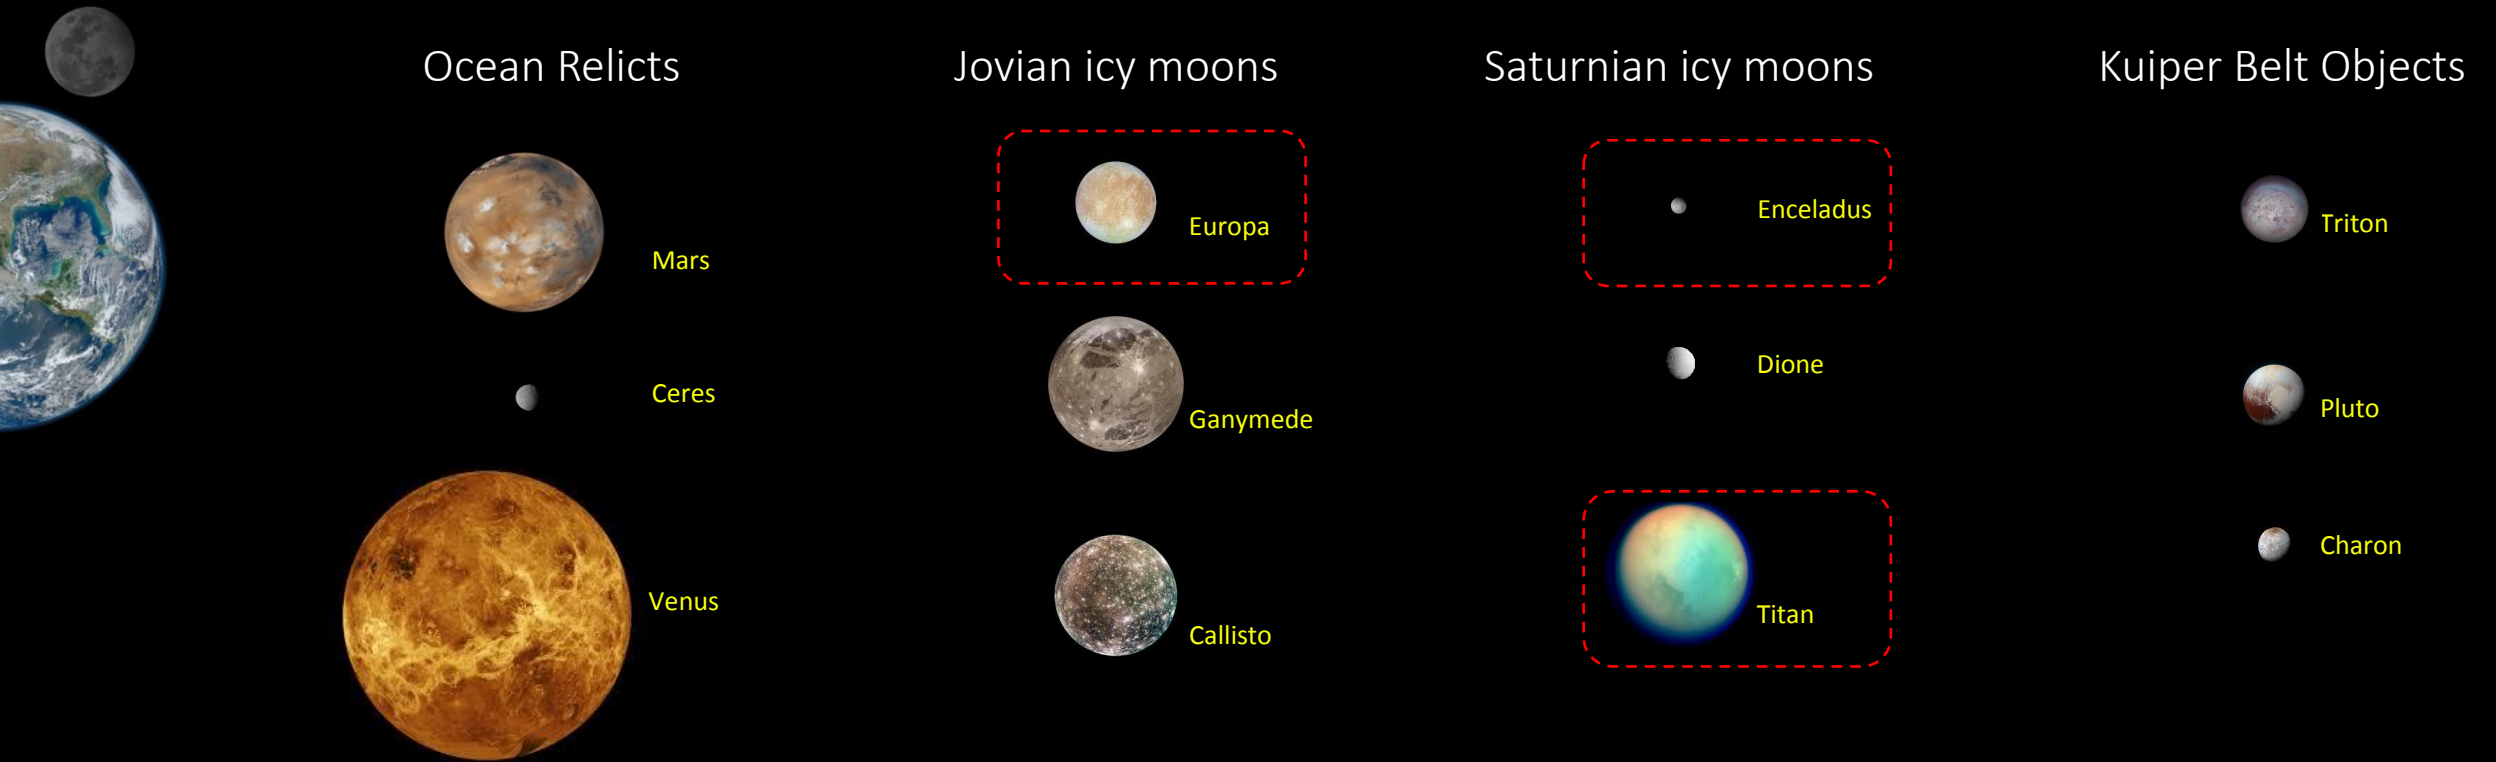 Ocean Relicts
Mars
Ceres
Venus
Jovian icy moons
Europa
Ganymede
Callisto
Saturnian icy moons
Enceladus
Dione
Titan
Kuiper Belt Objects
Triton
Pluto
Charon